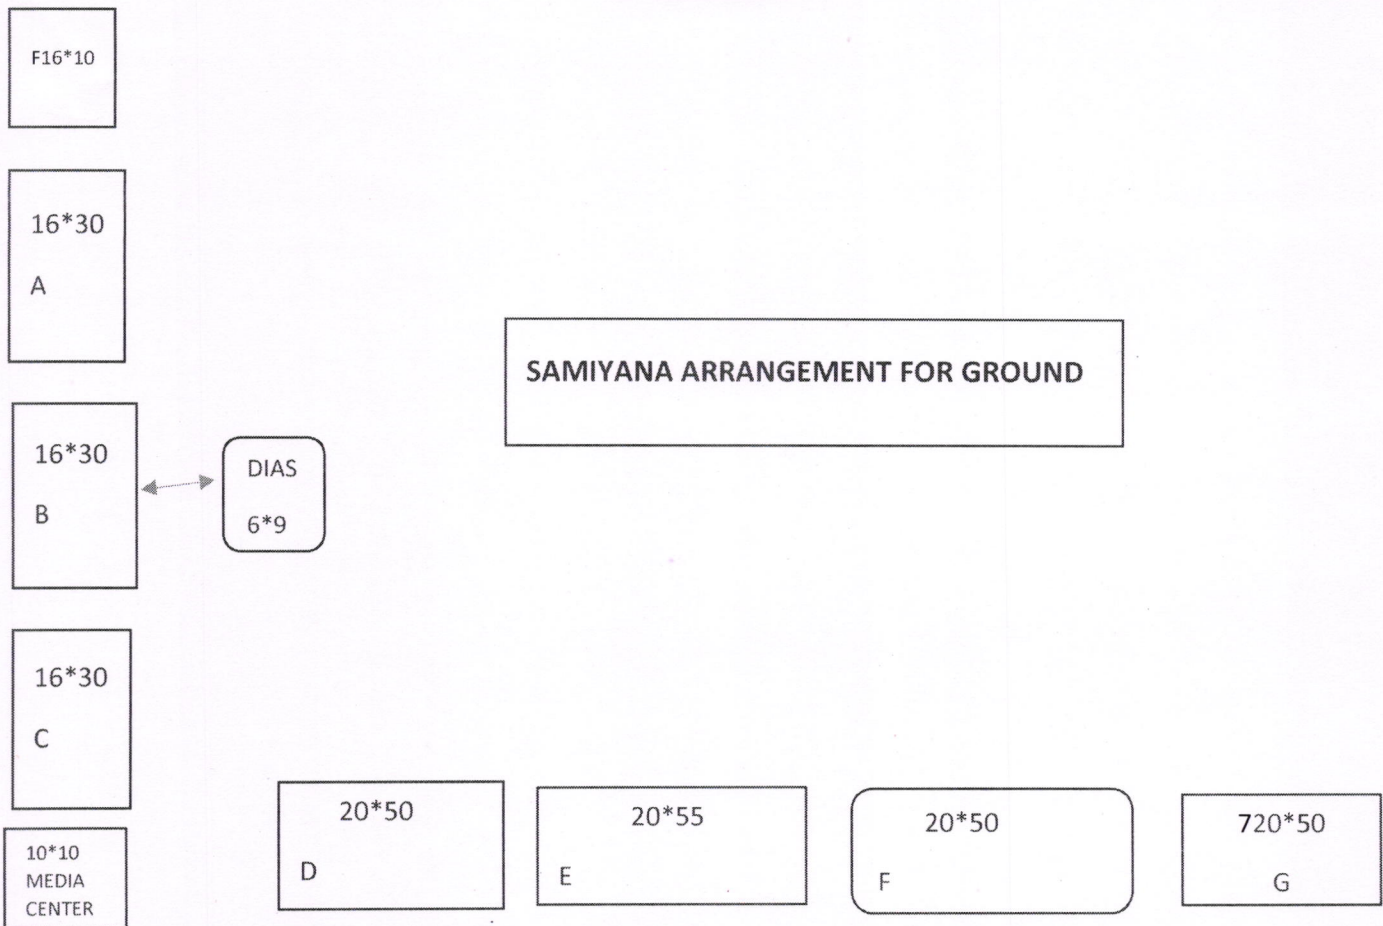 F16*10
16*30
A
SAMIYANA ARRANGEMENT FOR GROUND
16*30
B
DIAS
6*9
16*30
C
20*50
D
20*55
E
20*50
F
720*50
G
10*10
MEDIA
CENTER